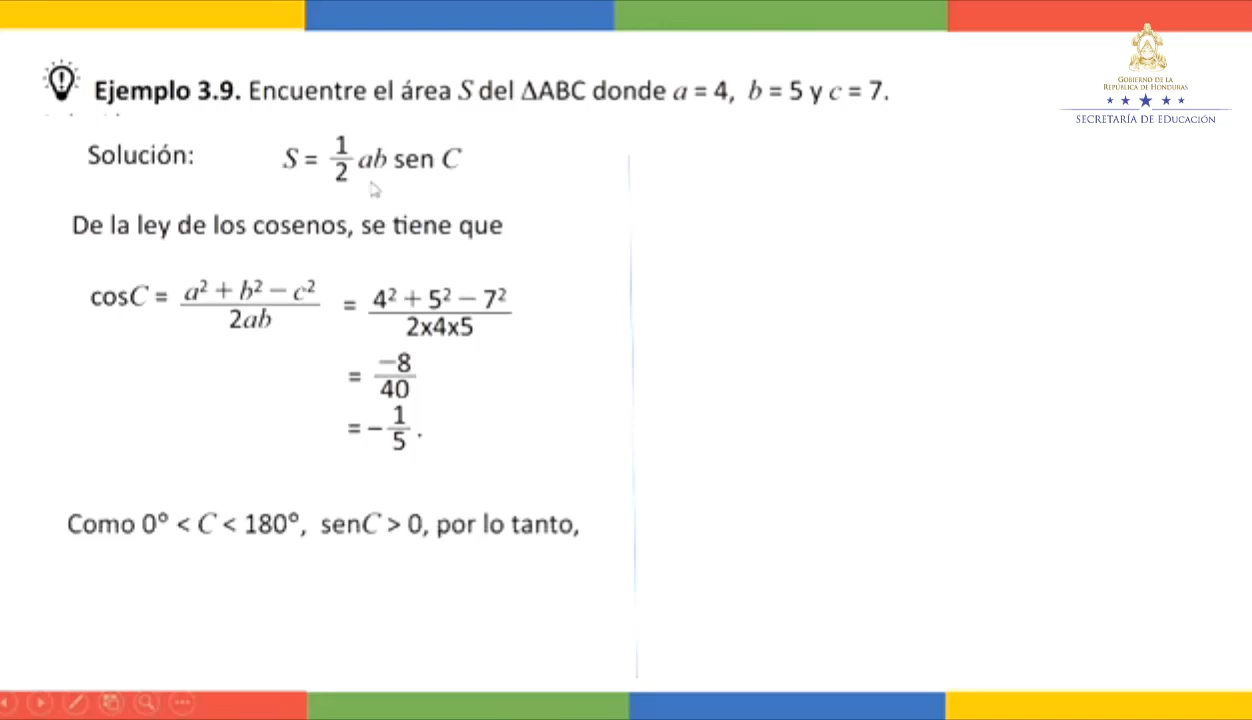 Ejemplo 3.9. Encuentre el área S del ΔABC donde a = 4, b = 5 y c = 7.
GOBIERNO DE LA
REPÚBLICA DE HONDURAS
SECRETARÍA DE EDUCACIÓN
Solución: S = 1/2 ab sen C
De la ley de los cosenos, se tiene que
cosC = (a² + b² − c²)/(2ab) = (4² + 5² − 7²)/(2x4x5)
= −8/40
= − 1/5 .
Como 0° < C < 180°, senC > 0, por lo tanto,